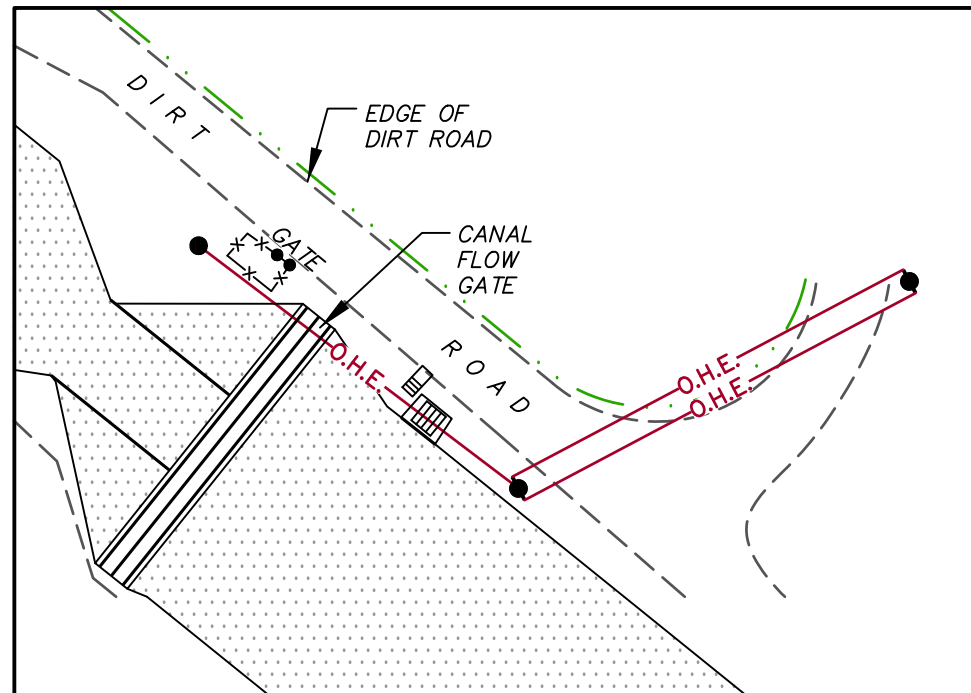 DIRT
EDGE OF
DIRT ROAD
GATE
CANAL
FLOW
GATE
O.H.E.
ROAD
O.H.E.
O.H.E.